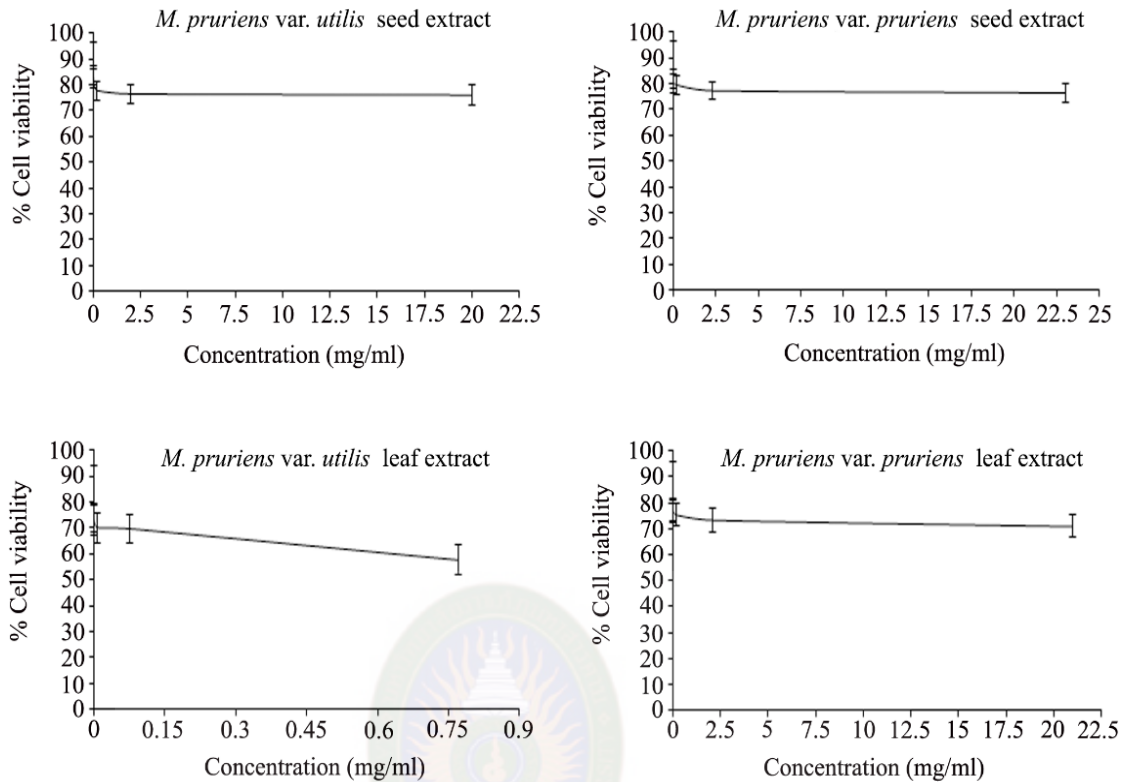 M. pruriens var. utilis seed extract
% Cell viability
100
90
80
70
60
50
40
30
20
10
0
0 2.5 5 7.5 10 12.5 15 17.5 20 22.5
Concentration (mg/ml)
M. pruriens var. pruriens seed extract
% Cell viability
100
90
80
70
60
50
40
30
20
10
0
0 2.5 5 7.5 10 12.5 15 17.5 20 22.5 25
Concentration (mg/ml)
M. pruriens var. utilis leaf extract
% Cell viability
100
90
80
70
60
50
40
30
20
10
0
0 0.15 0.3 0.45 0.6 0.75 0.9
Concentration (mg/ml)
M. pruriens var. pruriens leaf extract
% Cell viability
100
90
80
70
60
50
40
30
20
10
0
0 2.5 5 7.5 10 12.5 15 17.5 20 22.5
Concentration (mg/ml)